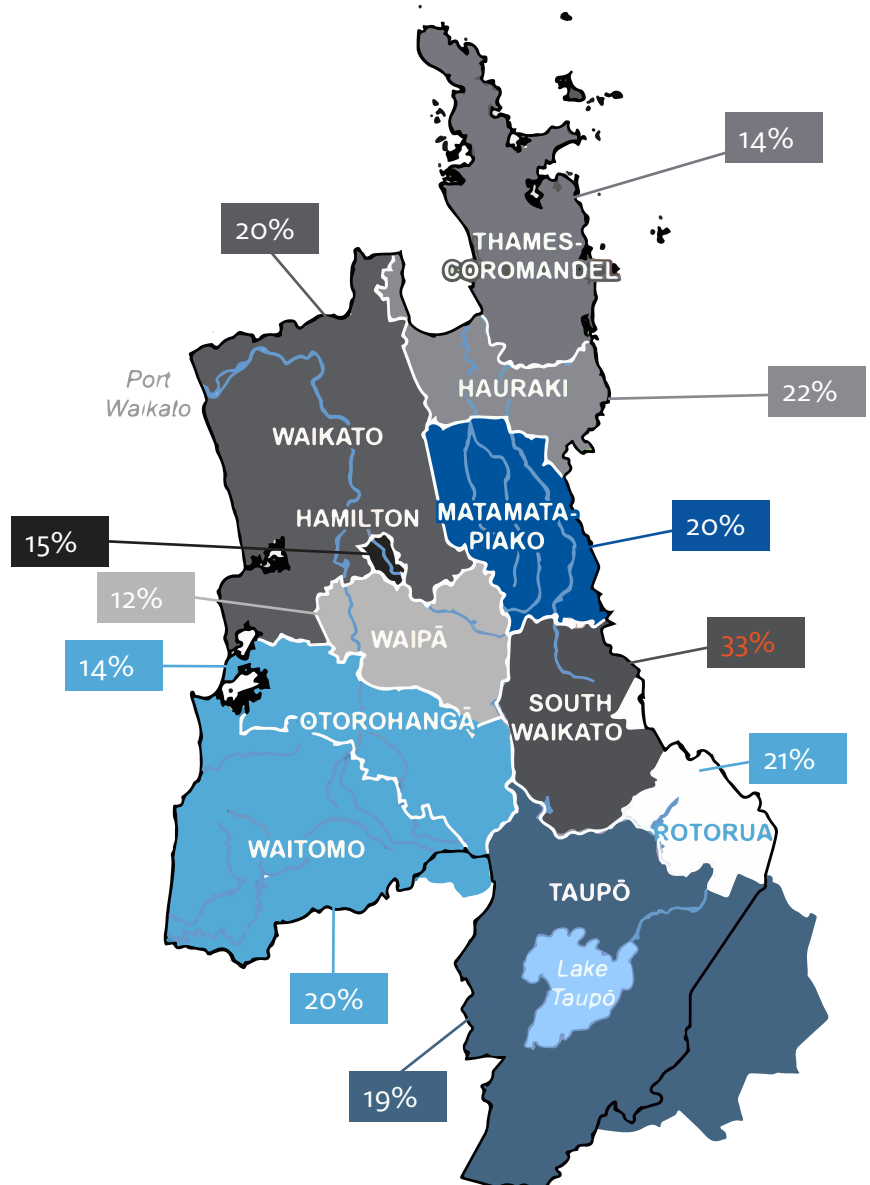 14%
20%
THAMES-
COROMANDEL
Port
Waikato
HAURAKI
22%
WAIKATO
HAMILTON
MATAMATA-
PIAKO
20%
15%
12%
WAIPĀ
33%
14%
SOUTH
WAIKATO
OTOROHANGĀ
21%
ROTORUA
WAITOMO
TAUPŌ
Lake
Taupō
20%
19%